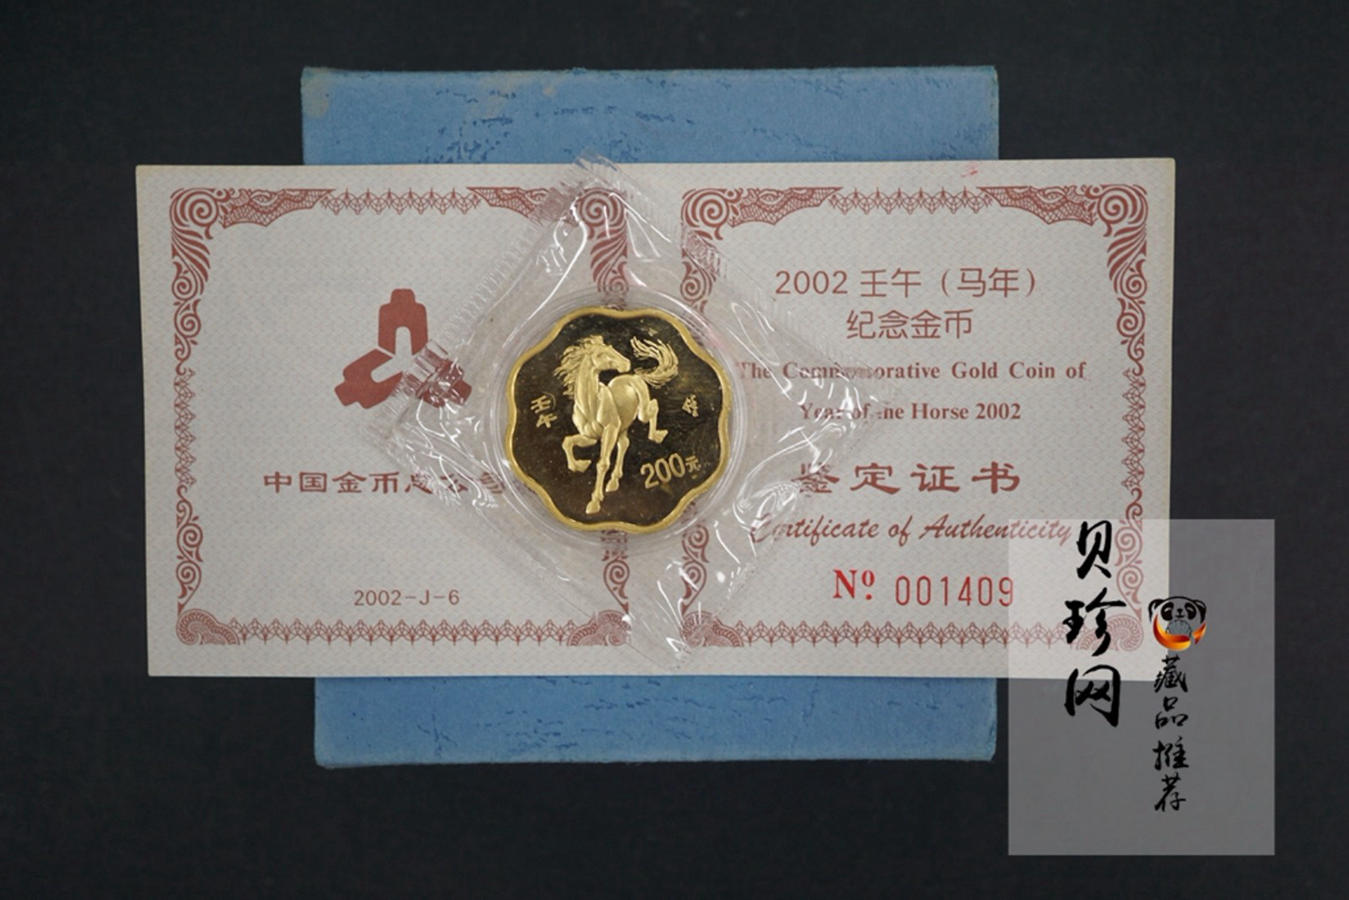 中国金币总公司
2002-J-6
壬午
200元
2002 壬午（马年）
纪念金币
The Commemorative Gold Coin of
Year of the Horse 2002
鉴定证书
Certificate of Authenticity
Nº 001409
贝珍网
藏品推荐